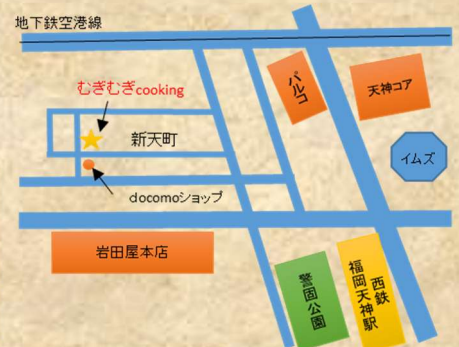 地下鉄空港線
むぎむぎcooking
パルコ
天神コア
新天町
イムズ
docomoショップ
岩田屋本店
警固公園
西鉄
福岡天神駅